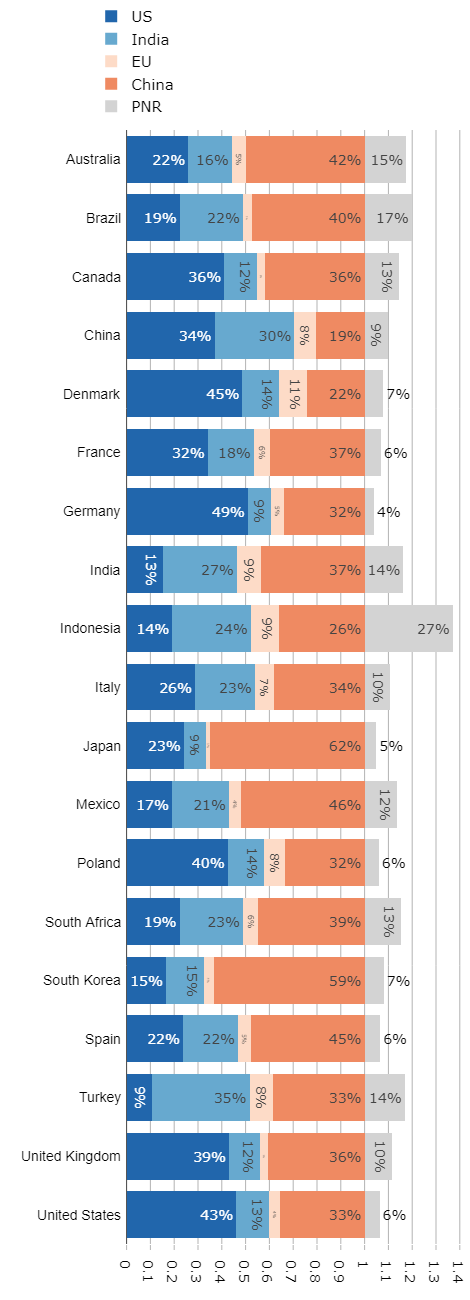 US
India
EU
China
PNR
Australia 22% 16% 5% 42% 15%
Brazil 19% 22% 40% 17%
Canada 36% 12% 36% 13%
China 34% 30% 8% 19% 9%
Denmark 45% 14% 11% 22% 7%
France 32% 18% 6% 37% 6%
Germany 49% 9% 5% 32% 4%
India 13% 27% 9% 37% 14%
Indonesia 14% 24% 9% 26% 27%
Italy 26% 23% 7% 34% 10%
Japan 23% 9% 62% 5%
Mexico 17% 21% 4% 46% 12%
Poland 40% 14% 8% 32% 6%
South Africa 19% 23% 6% 39% 13%
South Korea 15% 15% 59% 7%
Spain 22% 22% 5% 45% 6%
Turkey 9% 35% 8% 33% 14%
United Kingdom 39% 12% 36% 10%
United States 43% 13% 4% 33% 6%
0 0.1 0.2 0.3 0.4 0.5 0.6 0.7 0.8 0.9 1 1.1 1.2 1.3 1.4